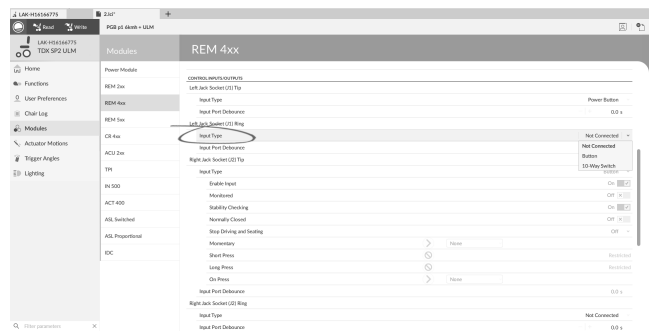 LAK-H16166775
2.lci*
+
Read
Write
PGB p5 6kmh + ULM
LAK-H16166775
TDX SP2 ULM
Modules
REM 4xx
Home
Functions
User Preferences
Chair Log
Modules
Actuator Motions
Trigger Angles
Lighting
Filter parameters
×
Power Module
REM 2xx
REM 4xx
REM 5xx
CR 4xx
ACU 2xx
TPI
IN 500
ACT 400
ASL Switched
ASL Proportional
IDC
CONTROL INPUTS/OUTPUTS
Left Jack Socket (J1) Tip
Input Type Power Button
Input Port Debounce 0.0 s
Left Jack Socket (J1) Ring
Input Type Not Connected
Input Port Debounce Not Connected
Button
10-Way Switch
Right Jack Socket (J2) Tip
Input Type Button
Enable Input On
Monitored Off
Stability Checking On
Normally Closed Off
Stop Driving and Seating Off
Momentary None
Short Press Restricted
Long Press Restricted
On Press None
Input Port Debounce 0.0 s
Right Jack Socket (J2) Ring
Input Type Not Connected
Input Port Debounce 0.0 s